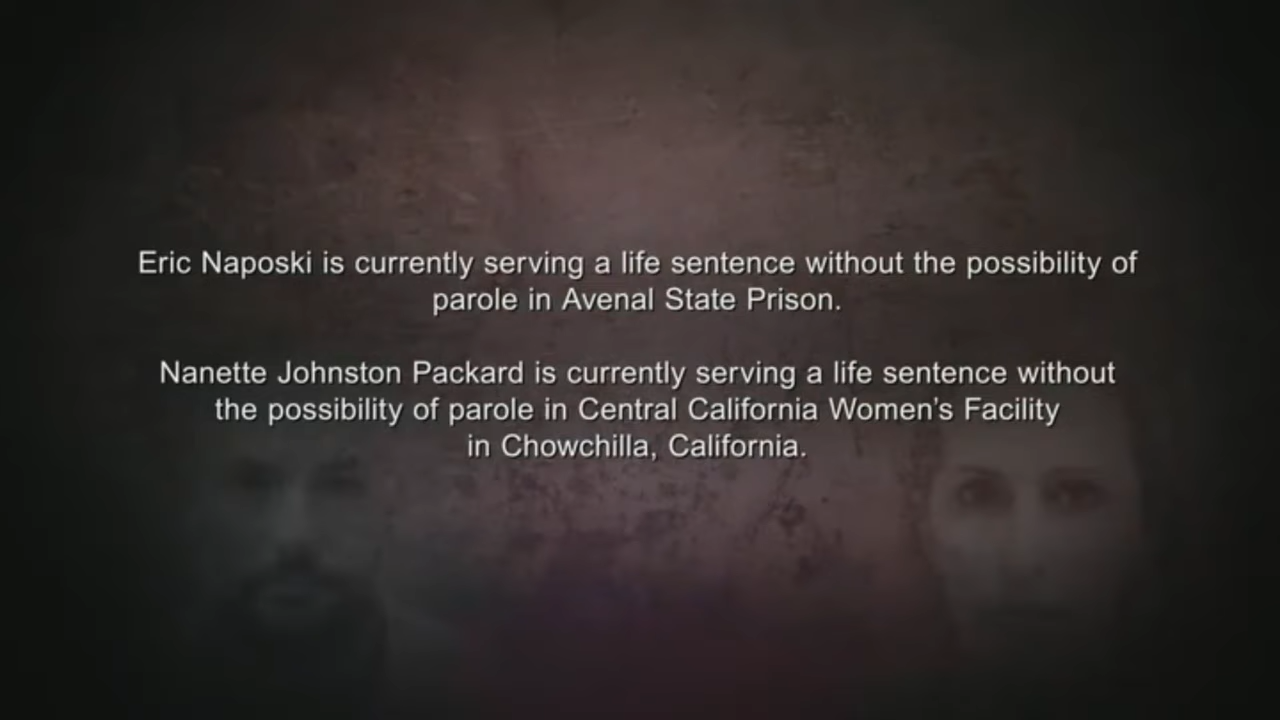 Eric Naposki is currently serving a life sentence without the possibility of
parole in Avenal State Prison.
Nanette Johnston Packard is currently serving a life sentence without
the possibility of parole in Central California Women's Facility
in Chowchilla, California.